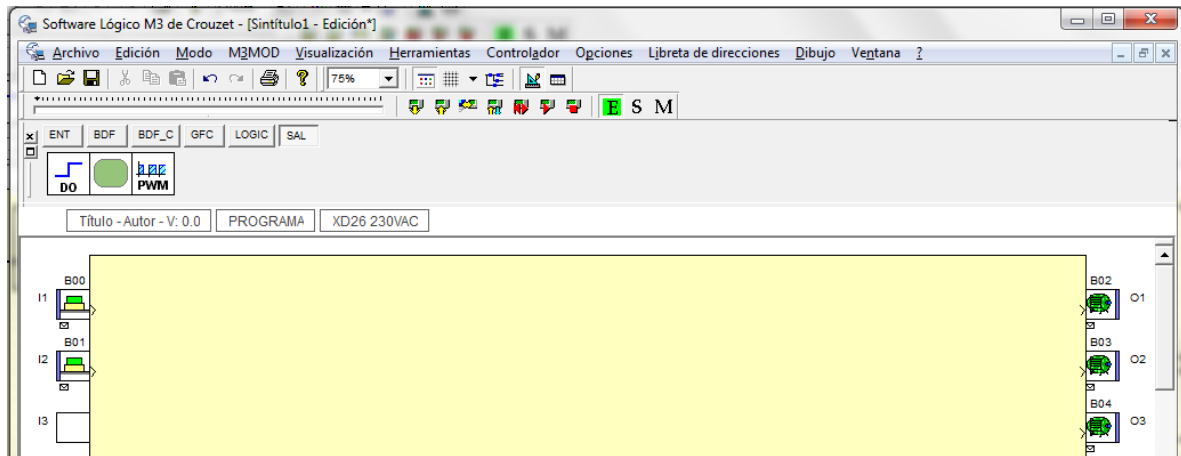 Software Lógico M3 de Crouzet - [Sintítulo1 - Edición*]
Archivo Edición Modo M3MOD Visualización Herramientas Controlador Opciones Libreta de direcciones Dibujo Ventana ?
75%
E S M
ENT BDF BDF_C GFC LOGIC SAL
DO PWM
Título - Autor - V: 0.0 PROGRAMA XD26 230VAC
B00 B02
I1 O1
B01 B03
I2 O2
B04
I3 O3